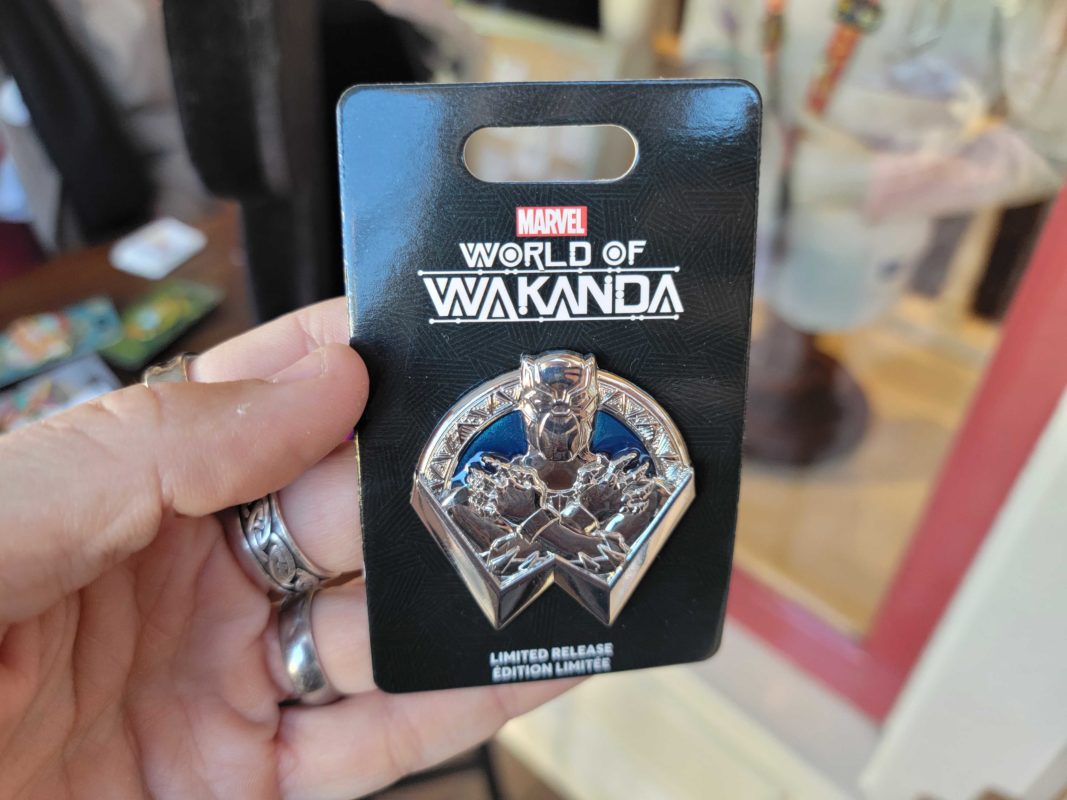 MARVEL
WORLD OF
WAKANDA
LIMITED RELEASE
ÉDITION LIMITÉE